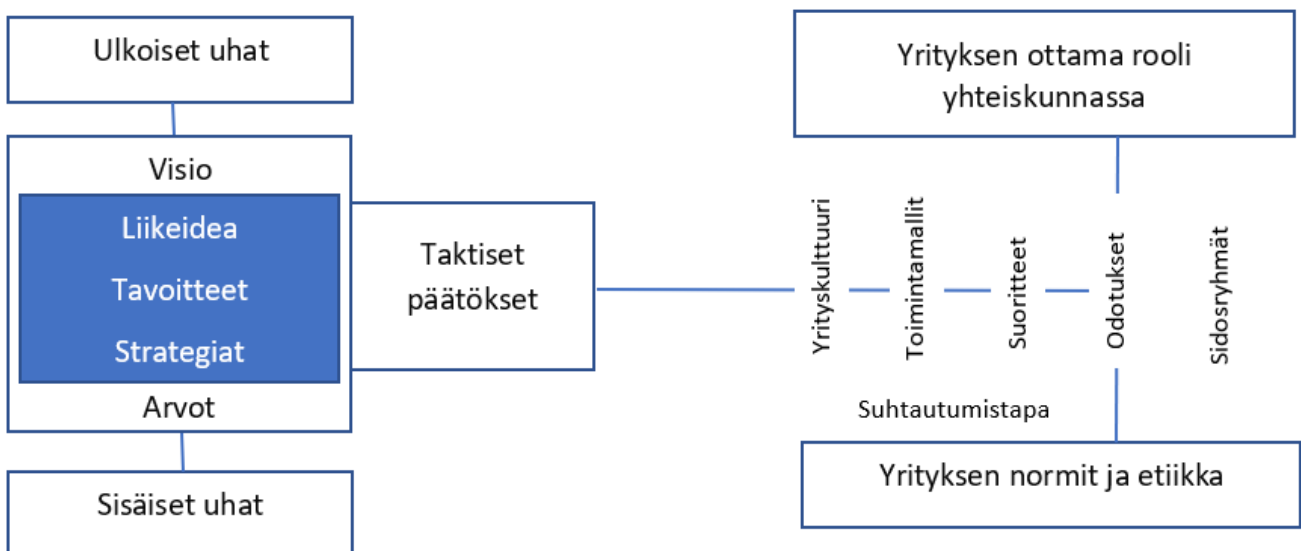 Ulkoiset uhat
Visio
Liikeidea
Tavoitteet
Strategiat
Arvot
Sisäiset uhat
Taktiset
päätökset
Yrityksen ottama rooli
yhteiskunnassa
Yrityskulttuuri
Toimintamallit
Suoritteet
Odotukset
Sidosryhmät
Suhtautumistapa
Yrityksen normit ja etiikka